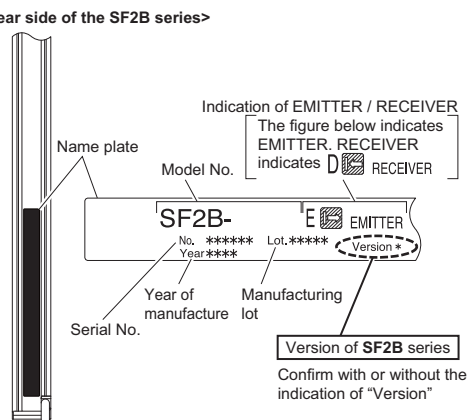 ear side of the SF2B series>
Indication of EMITTER / RECEIVER
The figure below indicates
EMITTER. RECEIVER
indicates D RECEIVER
Name plate
Model No.
SF2B- E EMITTER
No. ****** Lot.*****
Year****
Version *
Year of
manufacture
Manufacturing
lot
Serial No.
Version of SF2B series
Confirm with or without the
indication of "Version"